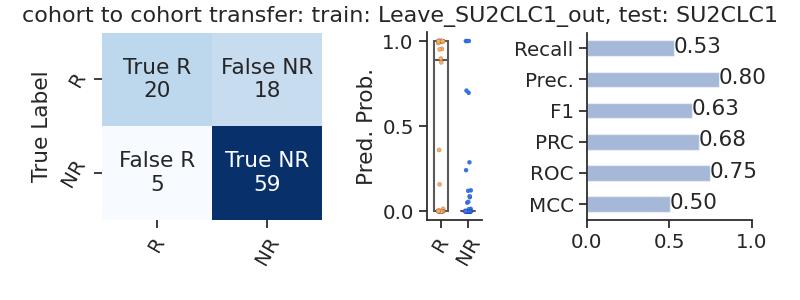 cohort to cohort transfer: train: Leave_SU2CLC1_out, test: SU2CLC1
True Label
R
NR
True R
20
False NR
18
False R
5
True NR
59
R
NR
Pred. Prob.
1.0
0.5
0.0
R
NR
Recall
0.53
Prec.
0.80
F1
0.63
PRC
0.68
ROC
0.75
MCC
0.50
0.0
0.5
1.0